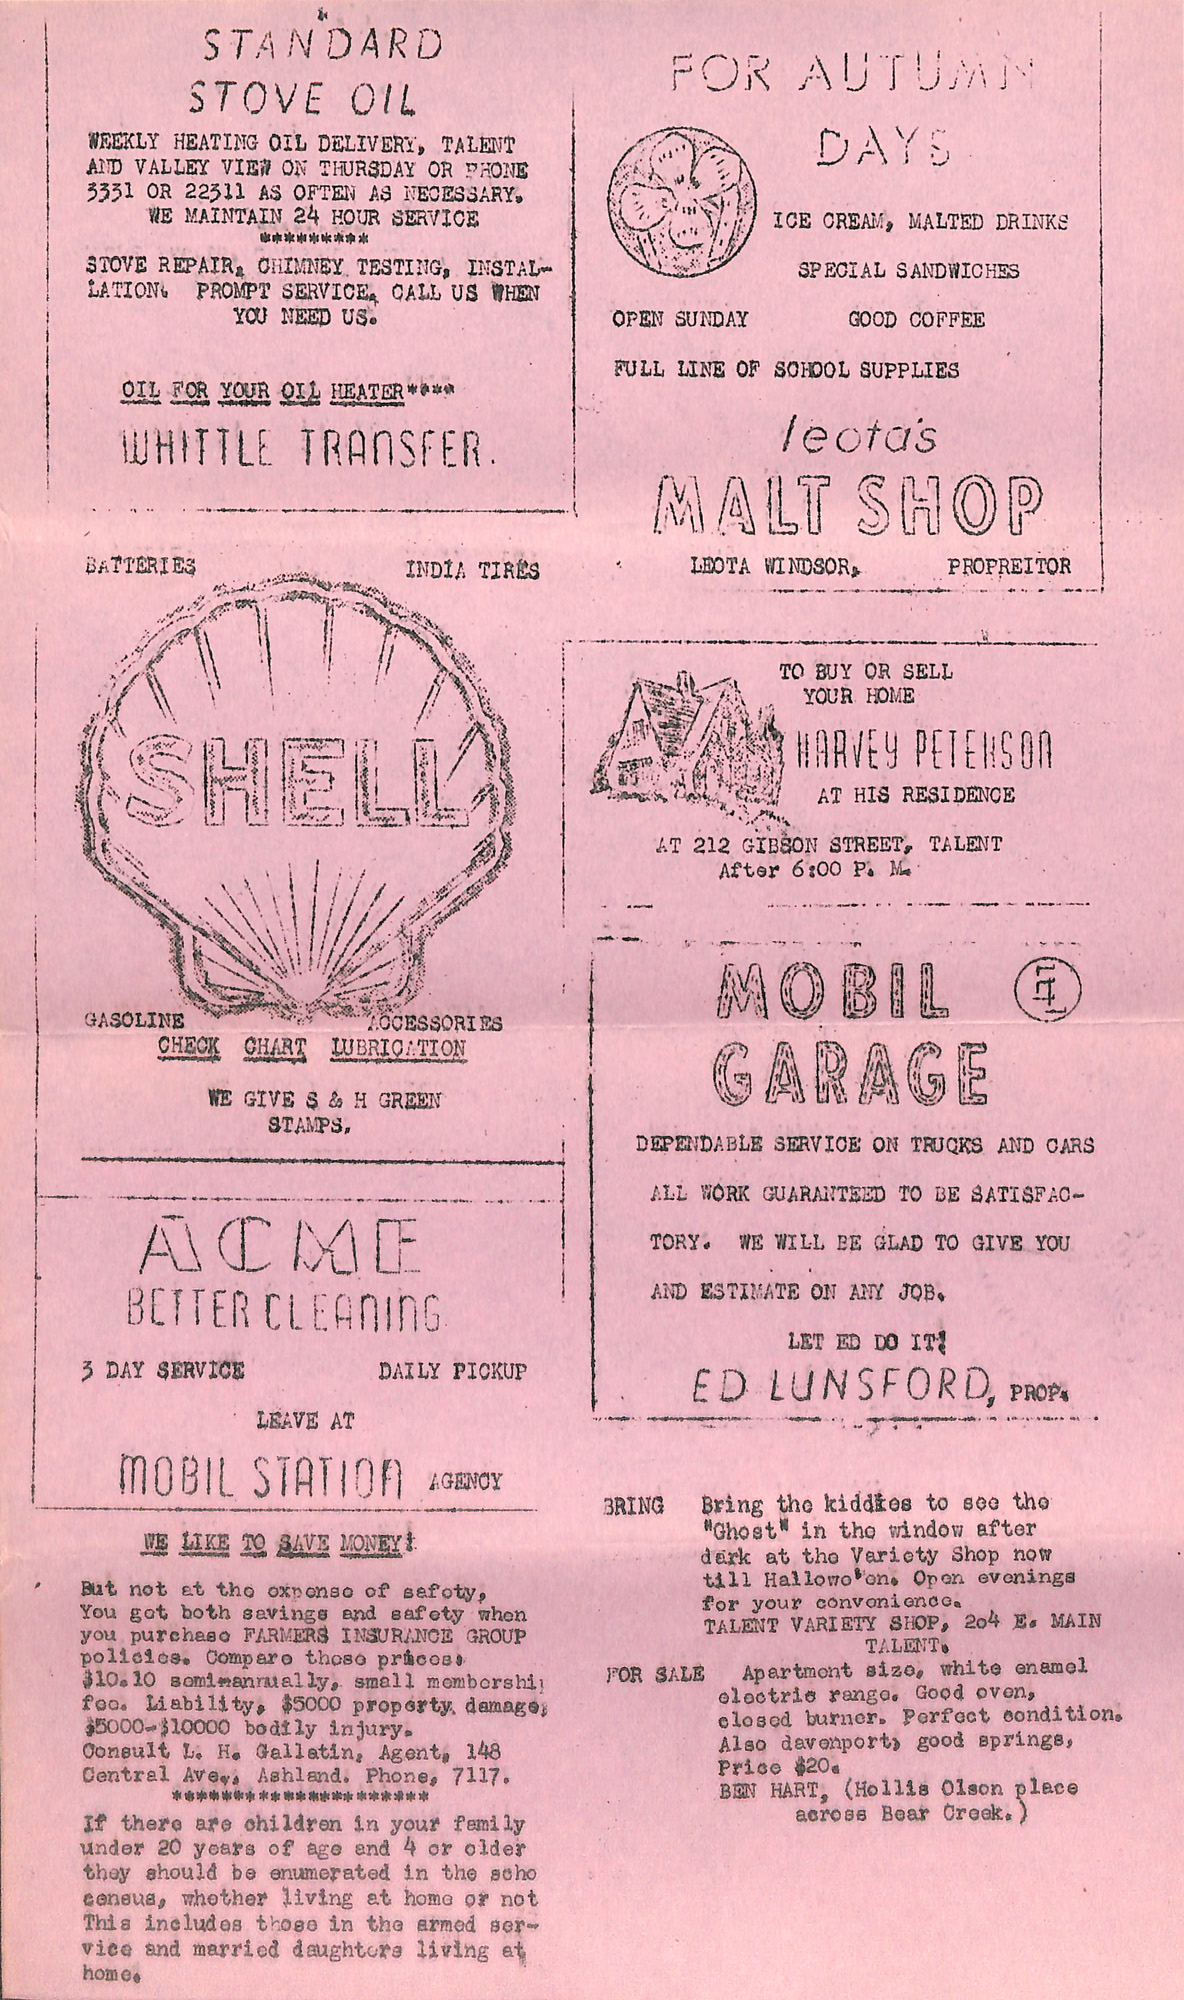 STANDARD
STOVE OIL
WEEKLY HEATING OIL DELIVERY, TALENT
AND VALLEY VIEW ON THURSDAY OR PHONE
3331 OR 22311 AS OFTEN AS NECESSARY.
WE MAINTAIN 24 HOUR SERVICE
*********
STOVE REPAIR, CHIMNEY TESTING, INSTAL-
LATION. PROMPT SERVICE, CALL US WHEN
YOU NEED US.
OIL FOR YOUR OIL HEATER****
WHITTLE TRANSFER.
FOR AUTUMN
DAYS
ICE CREAM, MALTED DRINKS
SPECIAL SANDWICHES
OPEN SUNDAY GOOD COFFEE
FULL LINE OF SCHOOL SUPPLIES
leota's
MALT SHOP
LEOTA WINDSOR, PROPREITOR
BATTERIES INDIA TIRES
SHELL
GASOLINE ACCESSORIES
CHECK CHART LUBRICATION
WE GIVE S & H GREEN
STAMPS.
TO BUY OR SELL
YOUR HOME
HARVEY PETERSON
AT HIS RESIDENCE
AT 212 GIBSON STREET, TALENT
After 6:00 P. M.
MOBIL
GARAGE
DEPENDABLE SERVICE ON TRUCKS AND CARS
ALL WORK GUARANTEED TO BE SATISFAC-
TORY. WE WILL BE GLAD TO GIVE YOU
AND ESTIMATE ON ANY JOB.
LET ED DO IT!
ED LUNSFORD, PROP.
ACME
BETTER CLEANING
3 DAY SERVICE DAILY PICKUP
LEAVE AT
MOBIL STATION AGENCY
WE LIKE TO SAVE MONEY!
But not at the expense of safety,
You get both savings and safety when
you purchase FARMERS INSURANCE GROUP
policies. Compare these prices:
$10.10 semi-annually, small membershi
fee. Liability, $5000 property damage;
$5000-$10000 bodily injury.
Consult L. H. Gallatin, Agent, 148
Central Ave., Ashland. Phone, 7117.
*********************
If there are children in your family
under 20 years of age and 4 or older
they should be enumerated in the scho
census, whether living at home or not
This includes those in the armed ser-
vice and married daughters living at
home.
BRING Bring the kiddies to see the
"Ghost" in the window after
dark at the Variety Shop now
till Hallowe'en. Open evenings
for your convenience.
TALENT VARIETY SHOP, 204 E. MAIN
TALENT.
FOR SALE Apartment size, white enamel
electric range. Good oven,
closed burner. Perfect condition.
Also davenport, good springs,
Price $20.
BEN HART, (Hollis Olson place
across Bear Creek.)